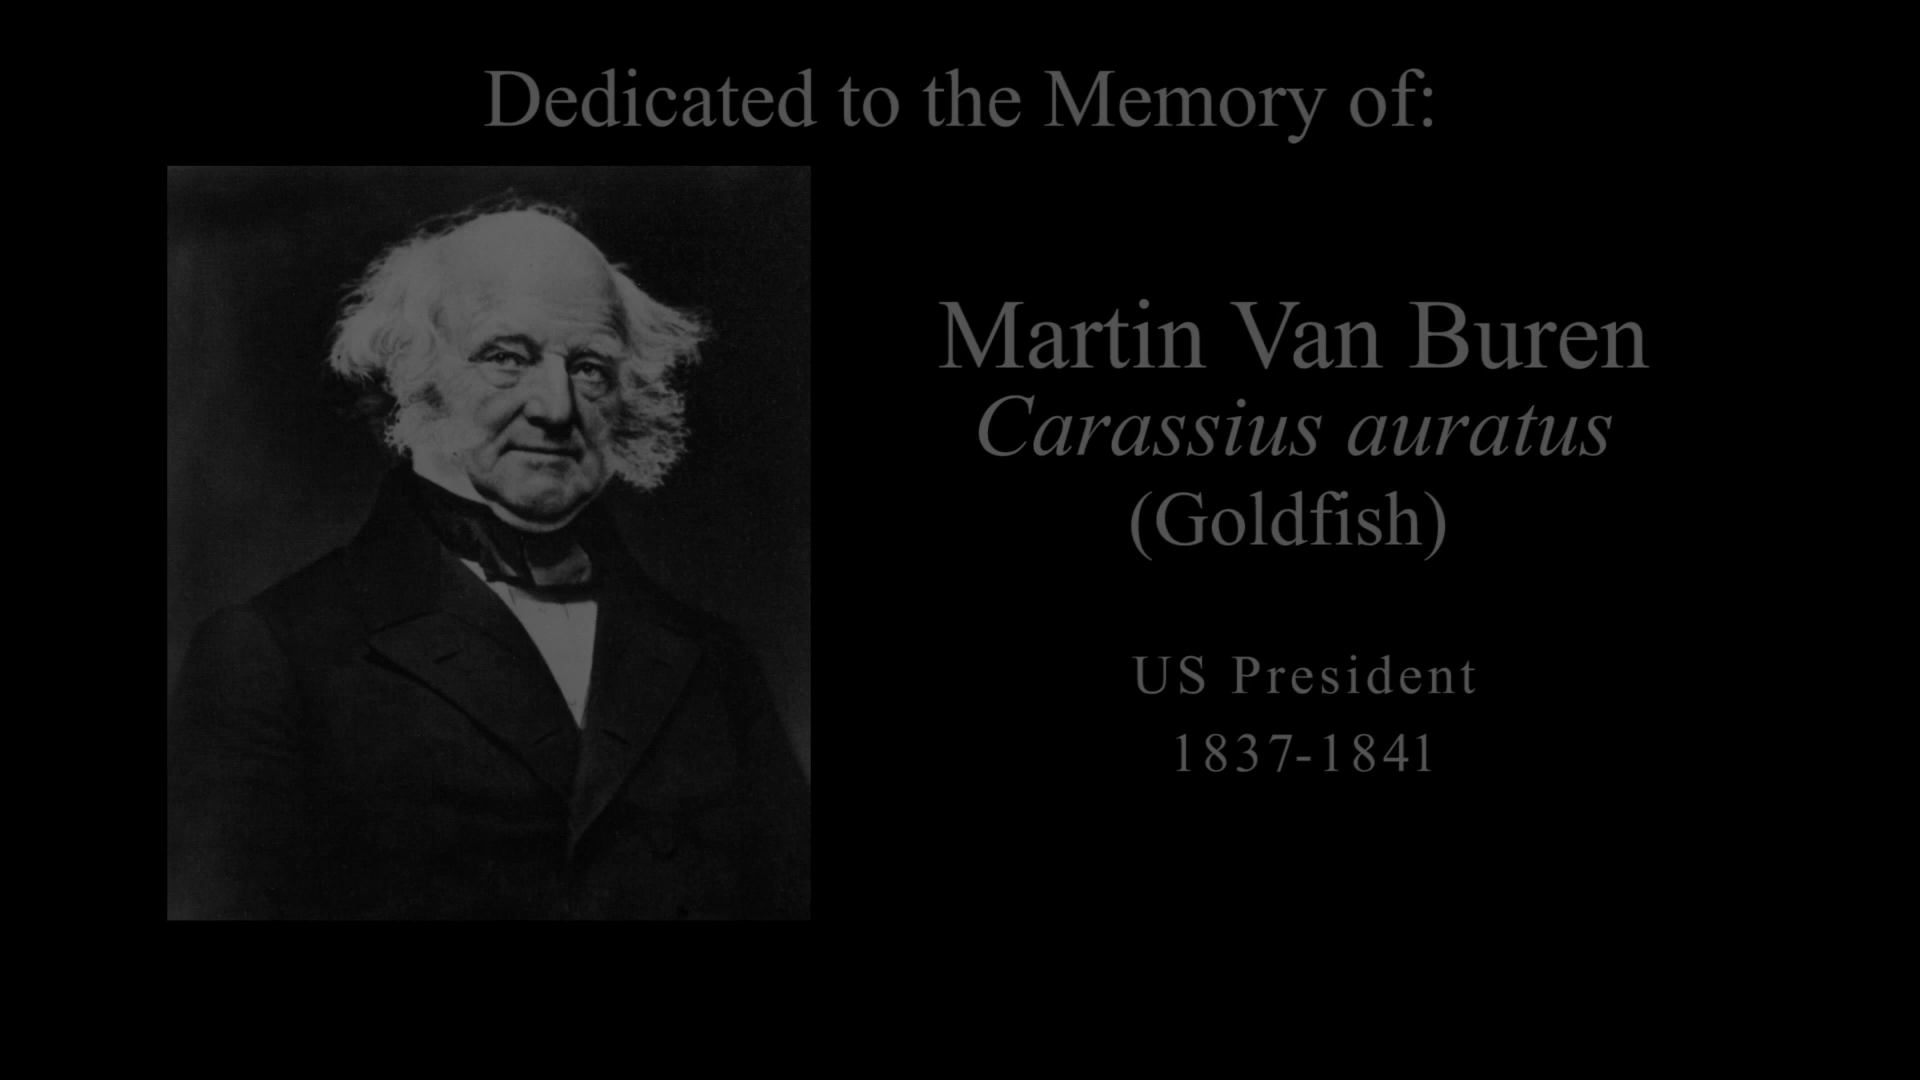 Dedicated to the Memory of:
Martin Van Buren
Carassius auratus
(Goldfish)
US President
1837-1841